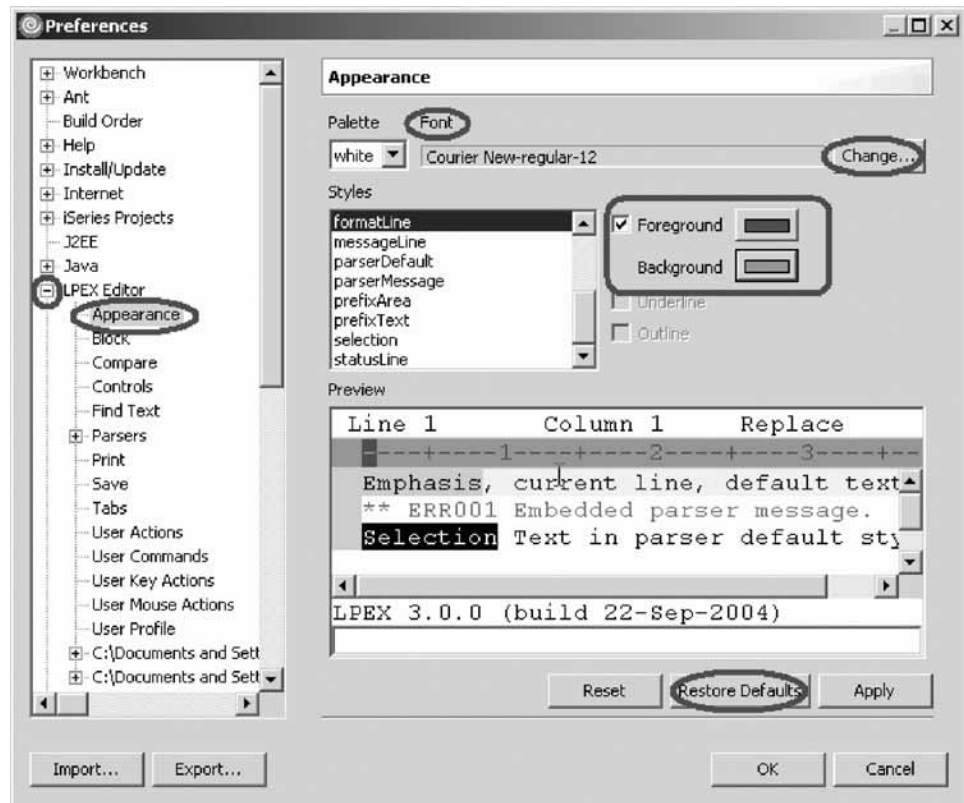 Preferences
Workbench
Ant
Build Order
Help
Install/Update
Internet
iSeries Projects
J2EE
Java
LPEX Editor
Appearance
Block
Compare
Controls
Find Text
Parsers
Print
Save
Tabs
User Actions
User Commands
User Key Actions
User Mouse Actions
User Profile
C:\Documents and Sett
C:\Documents and Sett
Appearance
Palette Font
white Courier New-regular-12 Change...
Styles
formatLine
messageLine
parserDefault
parserMessage
prefixArea
prefixText
selection
statusLine
Foreground
Background
Underline
Outline
Preview
Line 1 Column 1 Replace
----+----1----+----2----+----3----+--
Emphasis, current line, default text
** ERR001 Embedded parser message.
Selection Text in parser default sty
LPEX 3.0.0 (build 22-Sep-2004)
Reset Restore Defaults Apply
Import... Export... OK Cancel